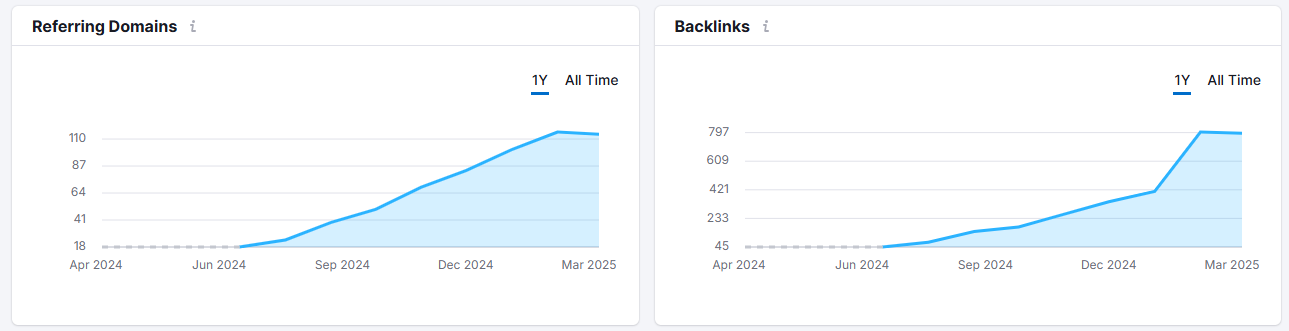 Referring Domains i
1Y All Time
110
87
64
41
18
Apr 2024 Jun 2024 Sep 2024 Dec 2024 Mar 2025
Backlinks i
1Y All Time
797
609
421
233
45
Apr 2024 Jun 2024 Sep 2024 Dec 2024 Mar 2025